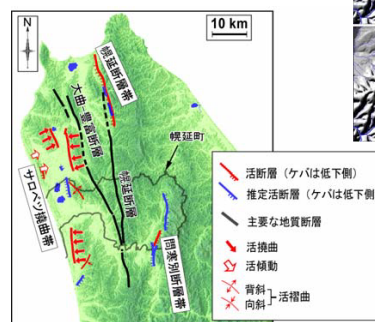 N
10 km
幌延断層帯
大曲-豊富断層
幌延町
幌延断層
サロベツ撓曲帯
問寒別断層帯
活断層（ケバは低下側）
推定活断層（ケバは低下側）
主要な地質断層
活撓曲
活傾動
背斜
向斜
活褶曲